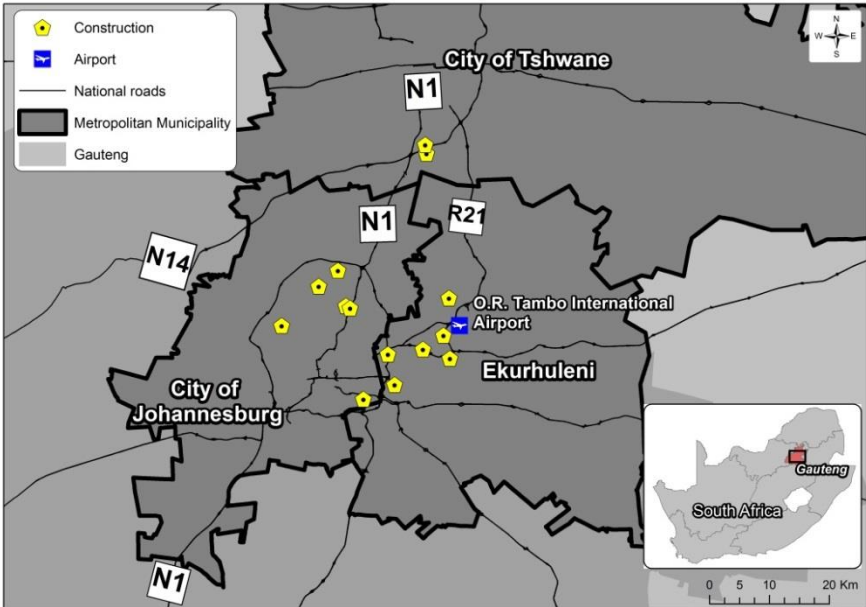 Construction
Airport
National roads
Metropolitan Municipality
Gauteng
N
W E
S
City of Tshwane
N1
N1
R21
N14
O.R. Tambo International
Airport
City of
Johannesburg
Ekurhuleni
Gauteng
South Africa
N1
0 5 10 20 Km